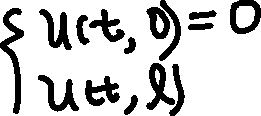 {u(t, 0) = 0
u(t, l)